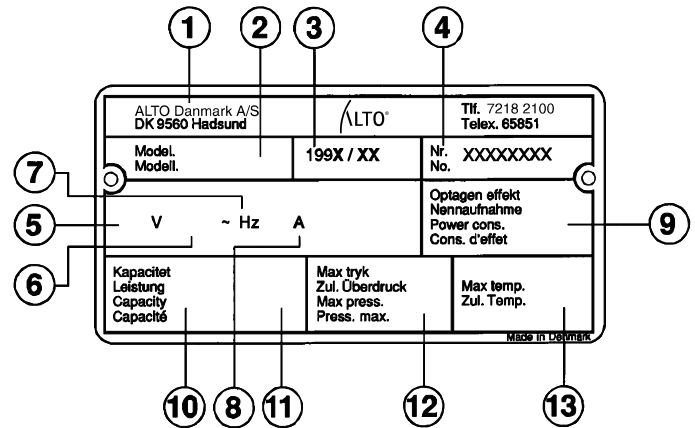 1 2 3 4
ALTO Danmark A/S
DK 9560 Hadsund
ALTO®
Tlf. 7218 2100
Telex. 65851
Model.
Modell.
199X / XX
Nr. XXXXXXXX
No.
7
5 V ~ Hz A
6
Optagen effekt
Nennaufnahme
Power cons.
Cons. d'effet
9
Kapacitet
Leistung
Capacity
Capacité
Max tryk
Zul. Überdruck
Max press.
Press. max.
Max temp.
Zul. Temp.
Made in Denmark
10 8 11 12 13